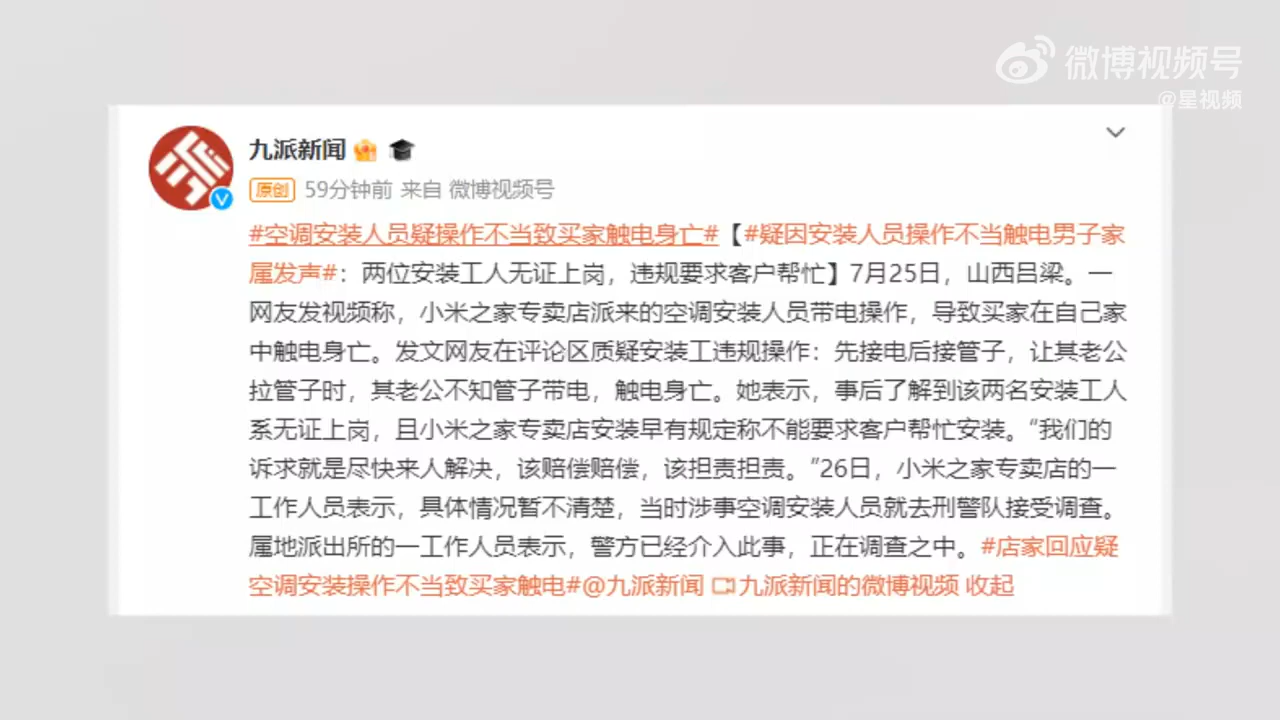 微博视频号
@星视频
九派新闻
原创 59分钟前 来自 微博视频号
#空调安装人员疑操作不当致买家触电身亡#【#疑因安装人员操作不当触电男子家
属发声#：两位安装工人无证上岗，违规要求客户帮忙】7月25日，山西吕梁。一
网友发视频称，小米之家专卖店派来的空调安装人员带电操作，导致买家在自己家
中触电身亡。发文网友在评论区质疑安装工违规操作：先接电后接管子，让其老公
拉管子时，其老公不知管子带电，触电身亡。她表示，事后了解到该两名安装工人
系无证上岗，且小米之家专卖店安装早有规定称不能要求客户帮忙安装。“我们的
诉求就是尽快来人解决，该赔偿赔偿，该担责担责。”26日，小米之家专卖店的一
工作人员表示，具体情况暂不清楚，当时涉事空调安装人员就去刑警队接受调查。
属地派出所的一工作人员表示，警方已经介入此事，正在调查之中。#店家回应疑
空调安装操作不当致买家触电#@九派新闻 九派新闻的微博视频 收起